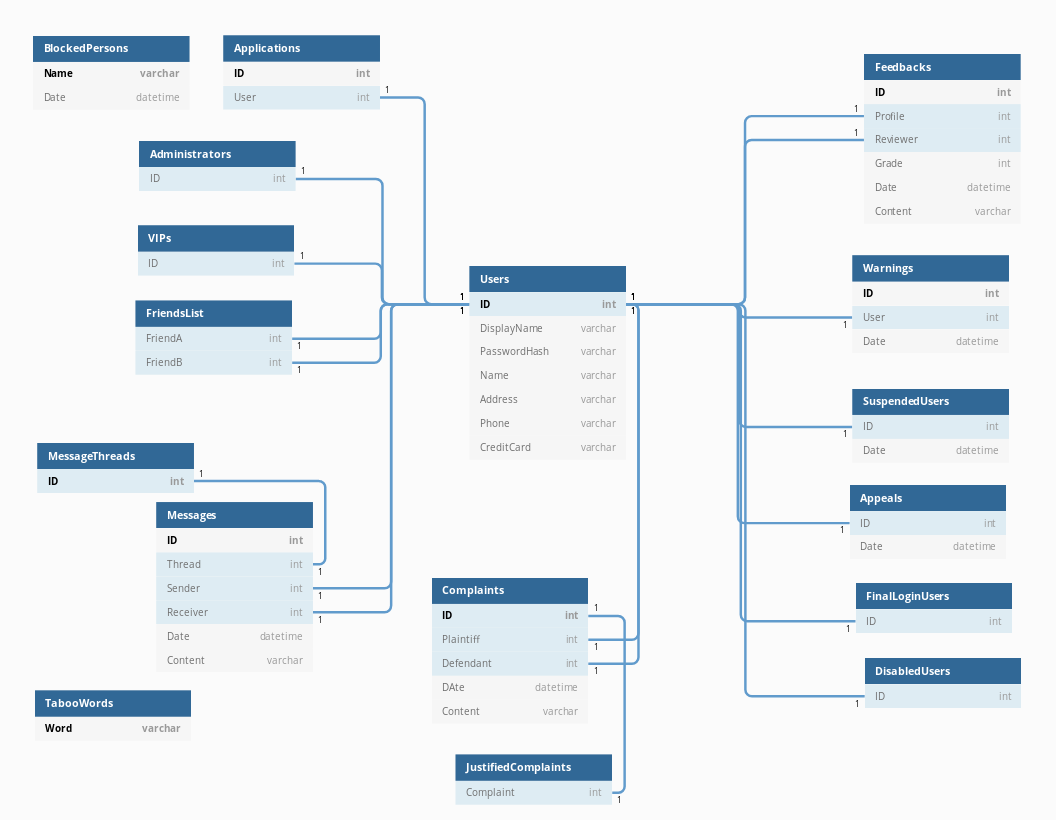 BlockedPersons
Name varchar
Date datetime
Applications
ID int
User int
1
Administrators
ID int
1
VIPs
ID int
1
FriendsList
FriendA int
1
FriendB int
1
MessageThreads
ID int
1
Messages
ID int
Thread int
1
Sender int
1
Receiver int
1
Date datetime
Content varchar
TabooWords
Word varchar
Users
1 1
ID int
1 1
DisplayName varchar
PasswordHash varchar
Name varchar
Address varchar
Phone varchar
CreditCard varchar
Complaints
1
ID int
Plaintiff int
1
Defendant int
1
DAte datetime
Content varchar
JustifiedComplaints
Complaint int
1
Feedbacks
ID int
1
Profile int
1
Reviewer int
Grade int
Date datetime
Content varchar
Warnings
ID int
User int
1
Date datetime
SuspendedUsers
ID int
1
Date datetime
Appeals
ID int
1
Date datetime
FinalLoginUsers
ID int
1
DisabledUsers
ID int
1